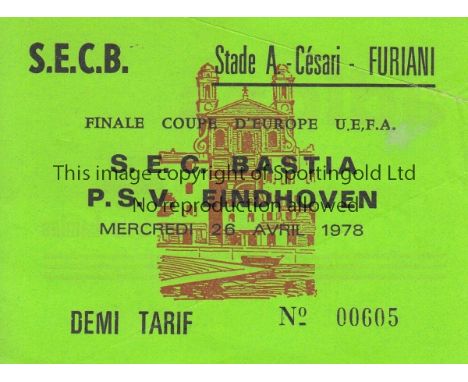 S.E.C.B. Stade A.-Césari - FURIANI
FINALE COUPE D'EUROPE U.E.F.A.
S.E.C. BASTIA
This image copyright of Sportingold Ltd
P.S.V. EINDHOVEN
No reproduction allowed
MERCREDI 26 AVRIL 1978
DEMI TARIF Nº 00605